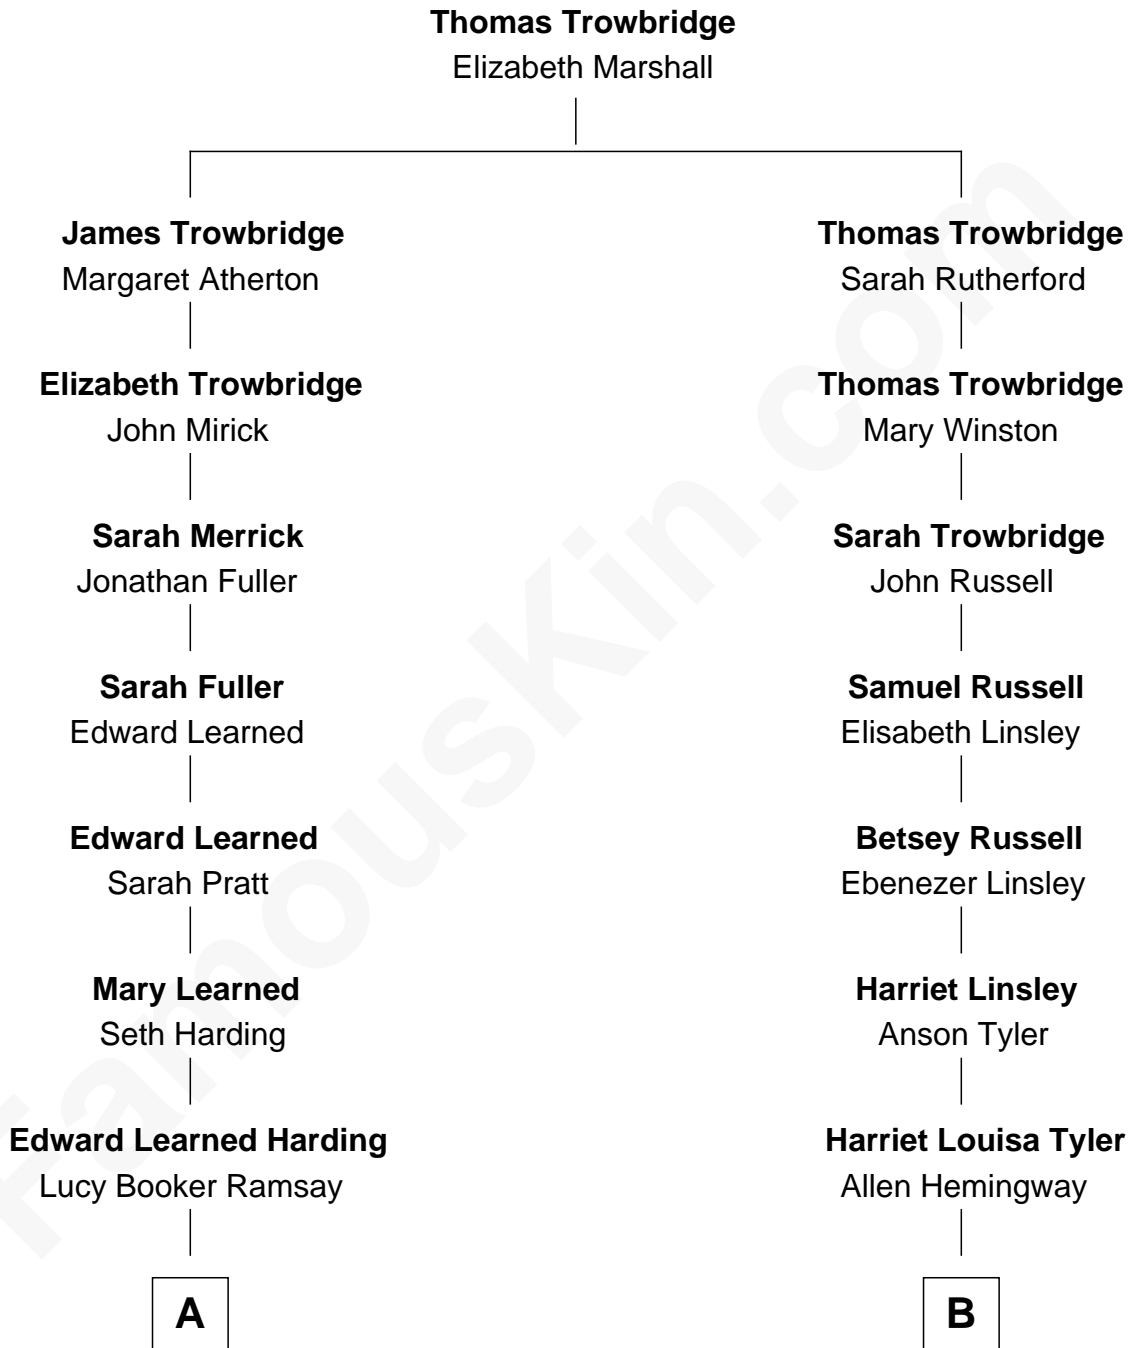 Thomas Trowbridge
Elizabeth Marshall
James Trowbridge
Margaret Atherton
Thomas Trowbridge
Sarah Rutherford
Elizabeth Trowbridge
John Mirick
Thomas Trowbridge
Mary Winston
Sarah Merrick
Jonathan Fuller
Sarah Trowbridge
John Russell
Sarah Fuller
Edward Learned
Samuel Russell
Elisabeth Linsley
Edward Learned
Sarah Pratt
Betsey Russell
Ebenezer Linsley
Mary Learned
Seth Harding
Harriet Linsley
Anson Tyler
Edward Learned Harding
Lucy Booker Ramsay
Harriet Louisa Tyler
Allen Hemingway
A
B
FamousKin.com